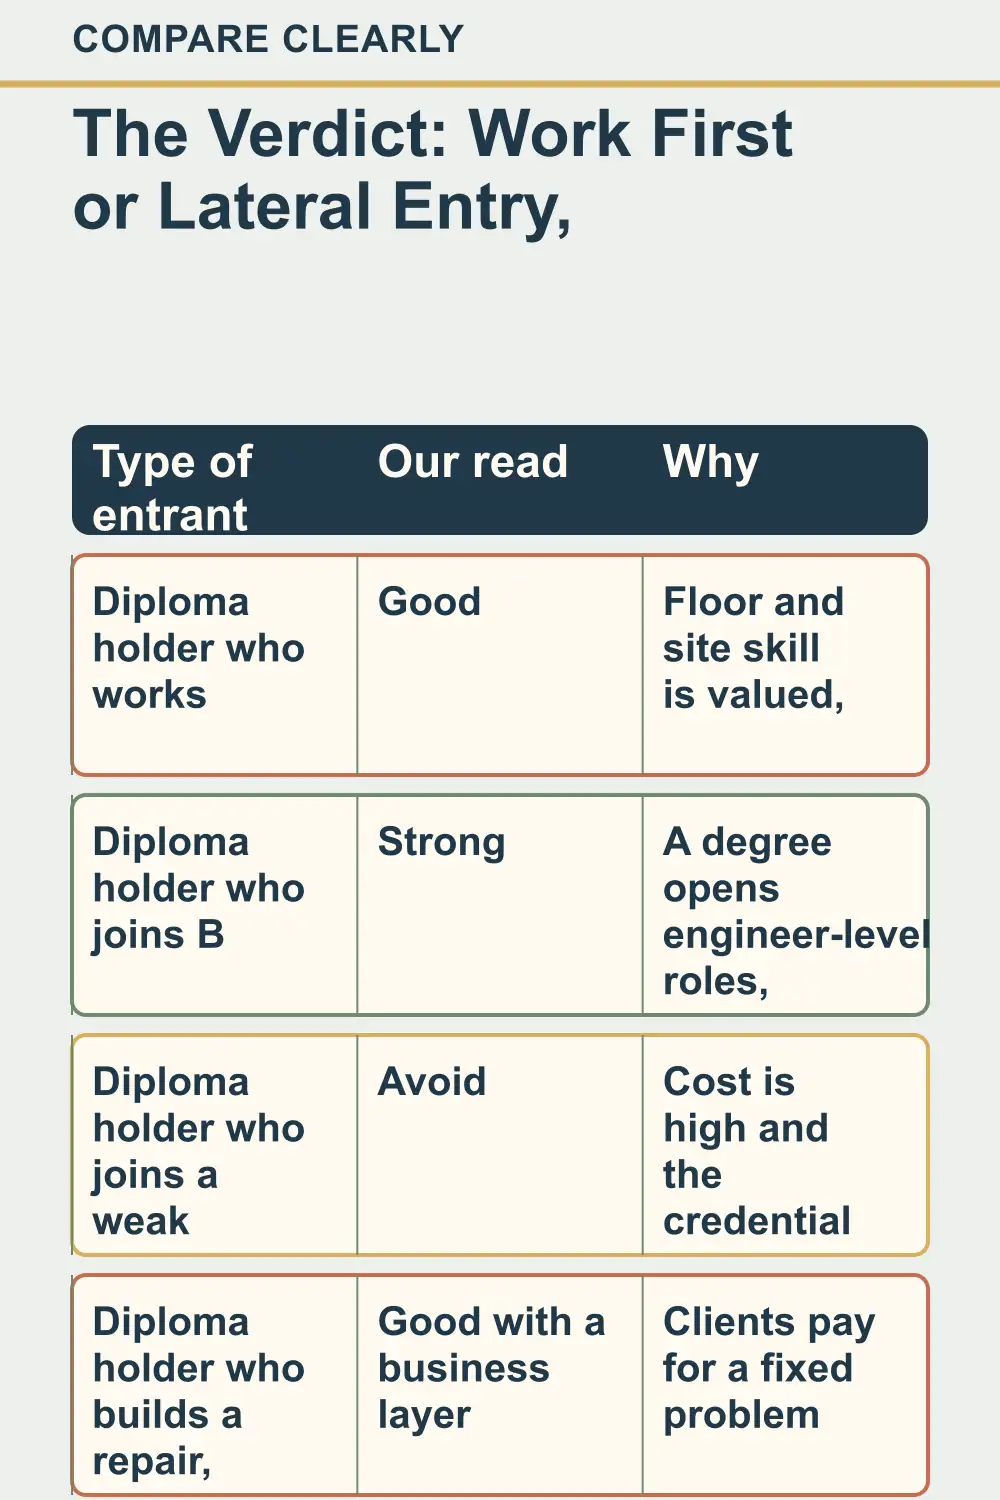 COMPARE CLEARLY
The Verdict: Work First
or Lateral Entry,
Type of
entrant
Our read
Why
Diploma
holder who
works
Good
Floor and
site skill
is valued,
Diploma
holder who
joins B
Strong
A degree
opens
engineer-level
roles,
Diploma
holder who
joins a
weak
Avoid
Cost is
high and
the
credential
Diploma
holder who
builds a
repair,
Good with a
business
layer
Clients pay
for a fixed
problem